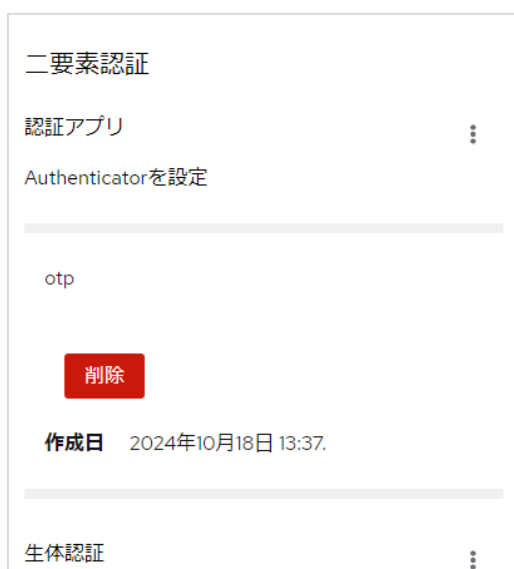 二要素認証
認証アプリ
Authenticatorを設定
otp
削除
作成日 2024年10月18日 13:37.
生体認証